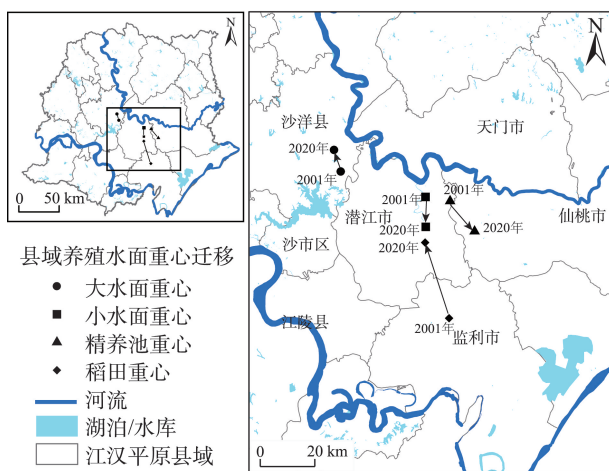 N
0 50 km
县域养殖水面重心迁移
大水面重心
小水面重心
精养池重心
稻田重心
河流
湖泊/水库
江汉平原县域
N
沙洋县
天门市
2020年
2001年
2001年
2001年
潜江市
仙桃市
2020年
2020年
2020年
沙市区
江陵县
2001年
监利市
0 20 km